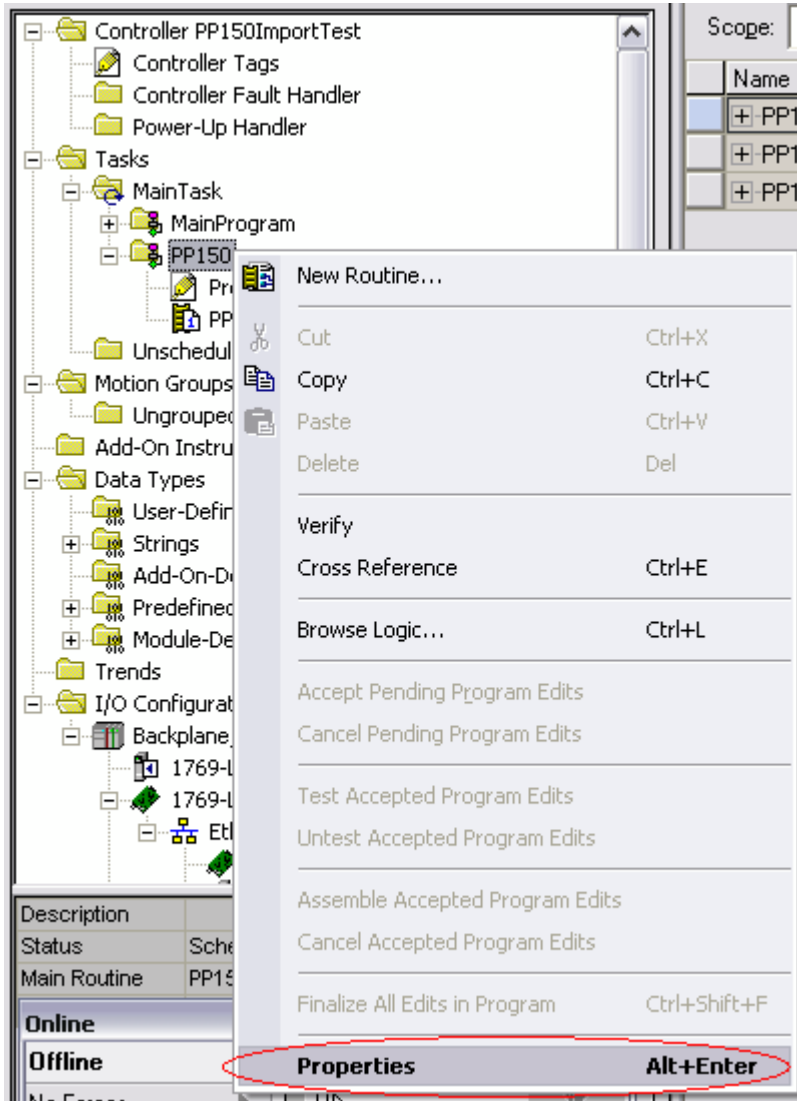 Controller PP150ImportTest
Controller Tags
Controller Fault Handler
Power-Up Handler
Tasks
MainTask
MainProgram
PP150
Unschedul
Motion Groups
Ungrouped
Add-On Instru
Data Types
User-Defin
Strings
Add-On-D
Predefined
Module-De
Trends
I/O Configurat
Backplane
1769-L
1769-L
Eth
Description
Status Sche
Main Routine PP15
Online
Offline
Scope:
Name
PP1
PP1
PP1
New Routine...
Cut Ctrl+X
Copy Ctrl+C
Paste Ctrl+V
Delete Del
Verify
Cross Reference Ctrl+E
Browse Logic... Ctrl+L
Accept Pending Program Edits
Cancel Pending Program Edits
Test Accepted Program Edits
Untest Accepted Program Edits
Assemble Accepted Program Edits
Cancel Accepted Program Edits
Finalize All Edits in Program Ctrl+Shift+F
Properties Alt+Enter